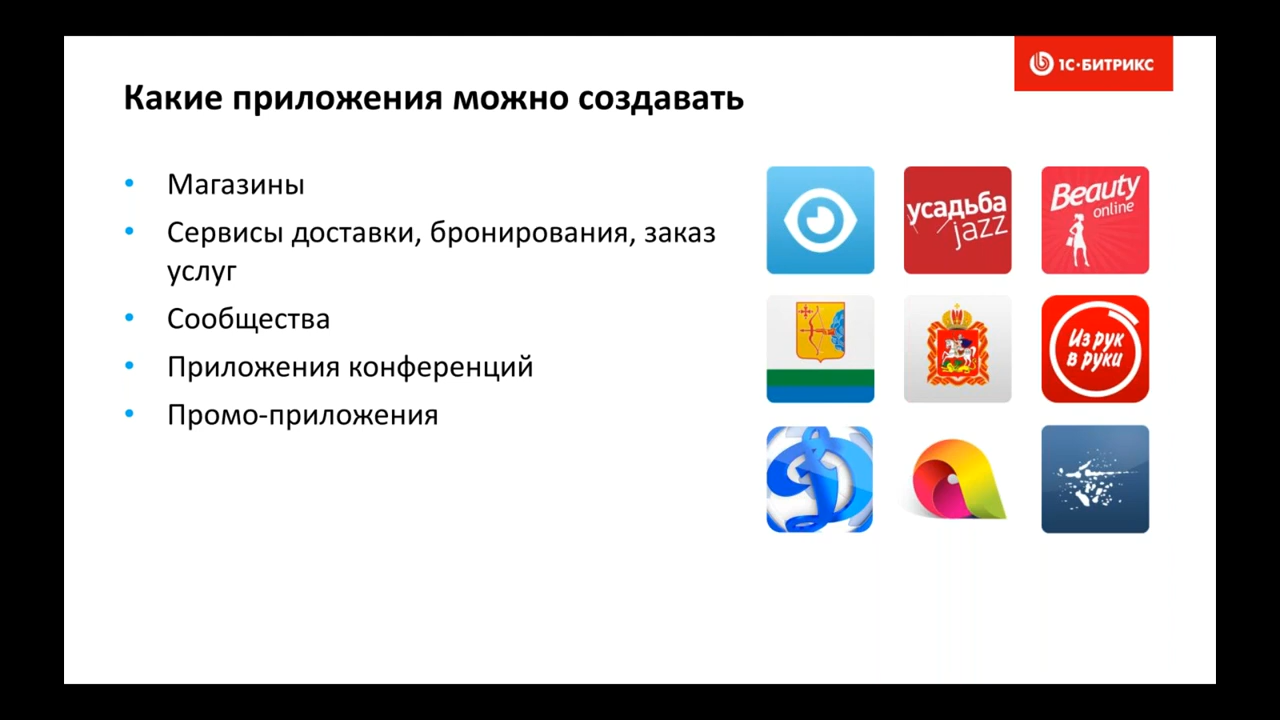 1С·БИТРИКС
Какие приложения можно создавать
• Магазины
• Сервисы доставки, бронирования, заказ
услуг
• Сообщества
• Приложения конференций
• Промо-приложения
усадьба
jazz
Beauty
online
Из рук
в руки